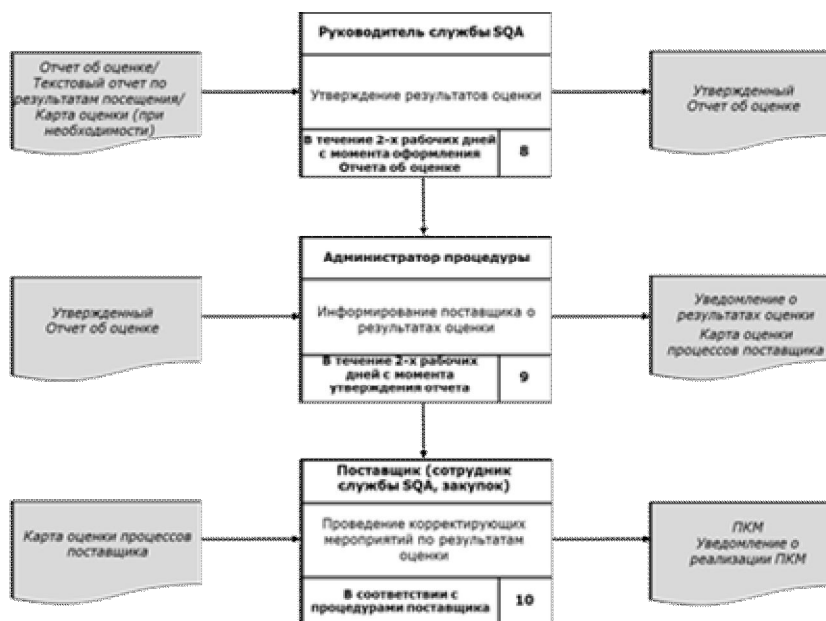 Руководитель службы SQA
Отчет об оценке/
Текстовый отчет по
результатам посещения/
Карта оценки (при
необходимости)
Утверждение результатов оценки
Утвержденный
Отчет об оценке
В течение 2-х рабочих дней
с момента оформления
Отчета об оценке
8
Администратор процедуры
Утвержденный
Отчет об оценке
Информирование поставщика о
результатах оценки
Уведомление о
результатах оценки
Карта оценки
процессов поставщика
В течение 2-х рабочих
дней с момента
утверждения отчета
9
Поставщик (сотрудник
службы SQA, закупок)
Карта оценки процессов
поставщика
Проведение корректирующих
мероприятий по результатам
оценки
ПКМ
Уведомление о
реализации ПКМ
В соответствии с
процедурами поставщика
10